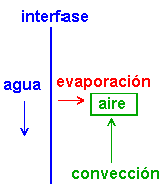 interfase
agua
evaporación
aire
convección